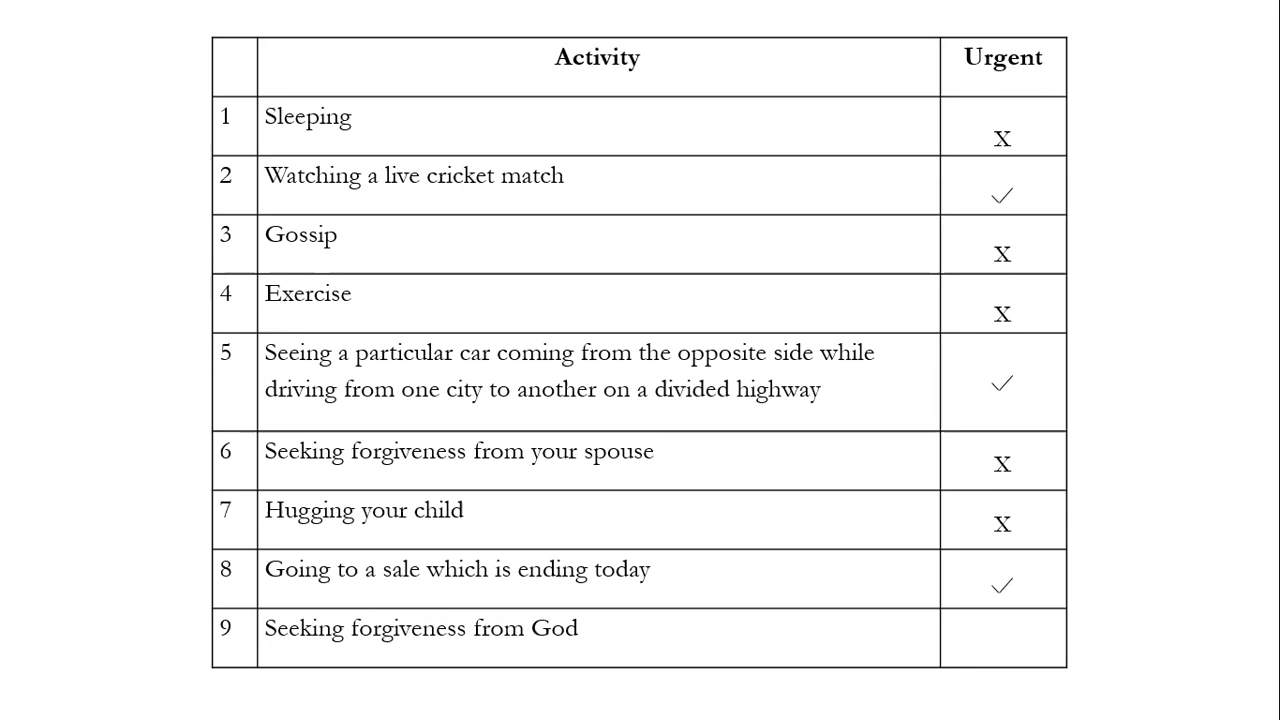 Activity Urgent
1 Sleeping X
2 Watching a live cricket match ✓
3 Gossip X
4 Exercise X
5 Seeing a particular car coming from the opposite side while
driving from one city to another on a divided highway ✓
6 Seeking forgiveness from your spouse X
7 Hugging your child X
8 Going to a sale which is ending today ✓
9 Seeking forgiveness from God